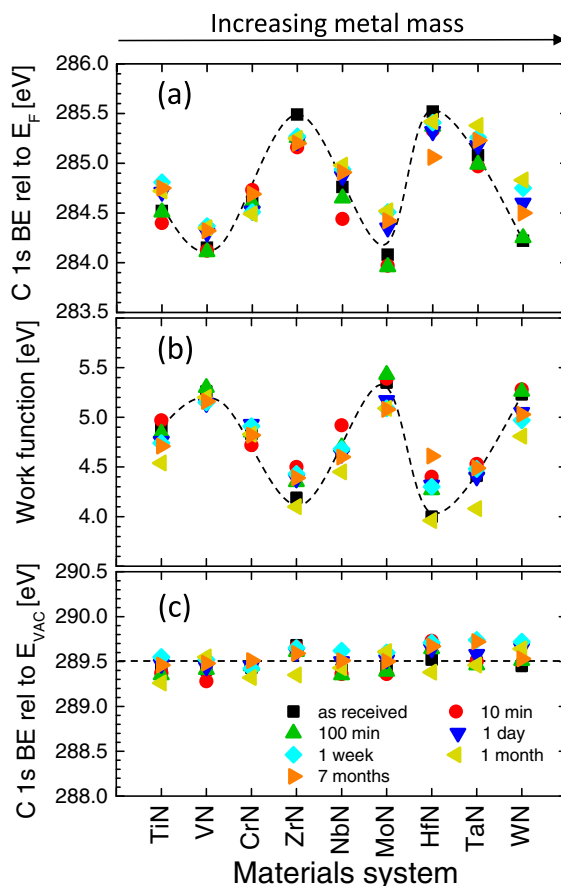 Increasing metal mass
(a)
C 1s BE rel to E_F [eV]
286.0
285.5
285.0
284.5
284.0
283.5
(b)
Work function [eV]
5.5
5.0
4.5
4.0
(c)
C 1s BE rel to E_VAC [eV]
290.5
290.0
289.5
289.0
288.5
288.0
as received
10 min
100 min
1 day
1 week
1 month
7 months
TiN
VN
CrN
ZrN
NbN
MoN
HfN
TaN
WN
Materials system